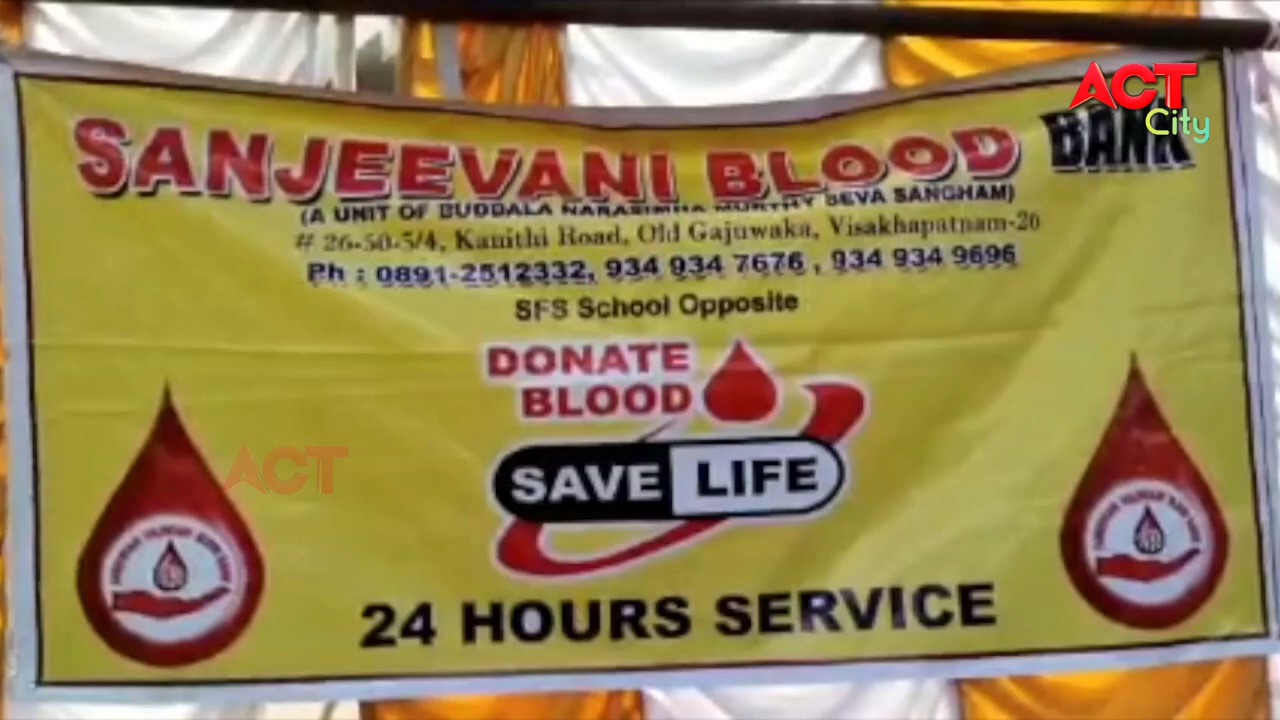 ACT
City
SANJEEVANI BLOOD BANK
(A UNIT OF BUDDALA NARASIMHA MURTHY SEVA SANGHAM)
# 26-50-5/4, Kanithi Road, Old Gajuwaka, Visakhapatnam-26
Ph : 0891-2512332, 934 934 7676 , 934 934 9696
SFS School Opposite
DONATE
BLOOD
SAVE LIFE
ACT
24 HOURS SERVICE